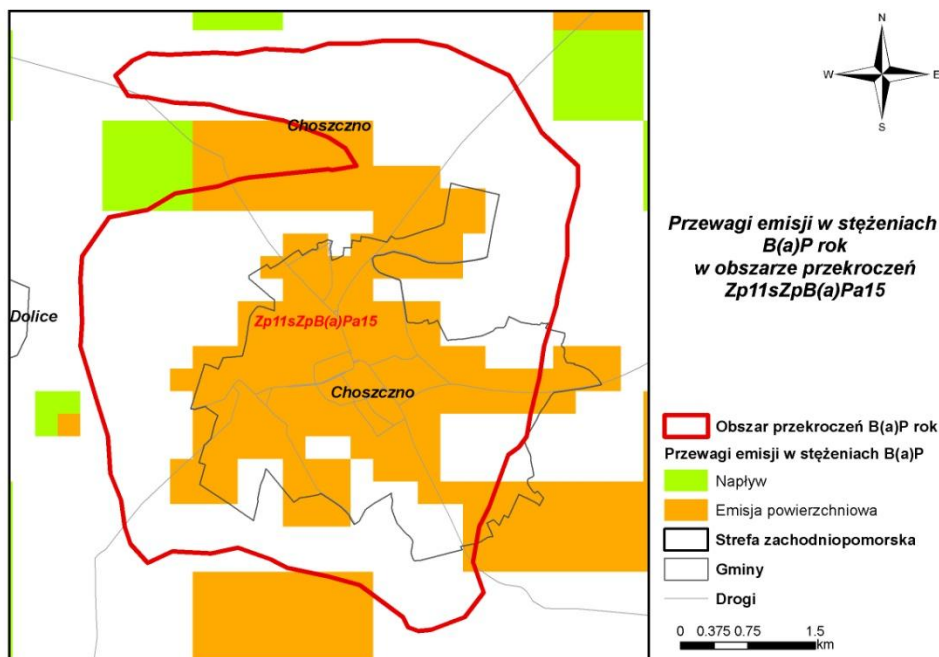 Choszczno
Dolice
Zp11sZpB(a)Pa15
Choszczno
N
W
E
S
Przewagi emisji w stężeniach
B(a)P rok
w obszarze przekroczeń
Zp11sZpB(a)Pa15
Obszar przekroczeń B(a)P rok
Przewagi emisji w stężeniach B(a)P
Napływ
Emisja powierzchniowa
Strefa zachodniopomorska
Gminy
Drogi
0 0.375 0.75 1.5
km